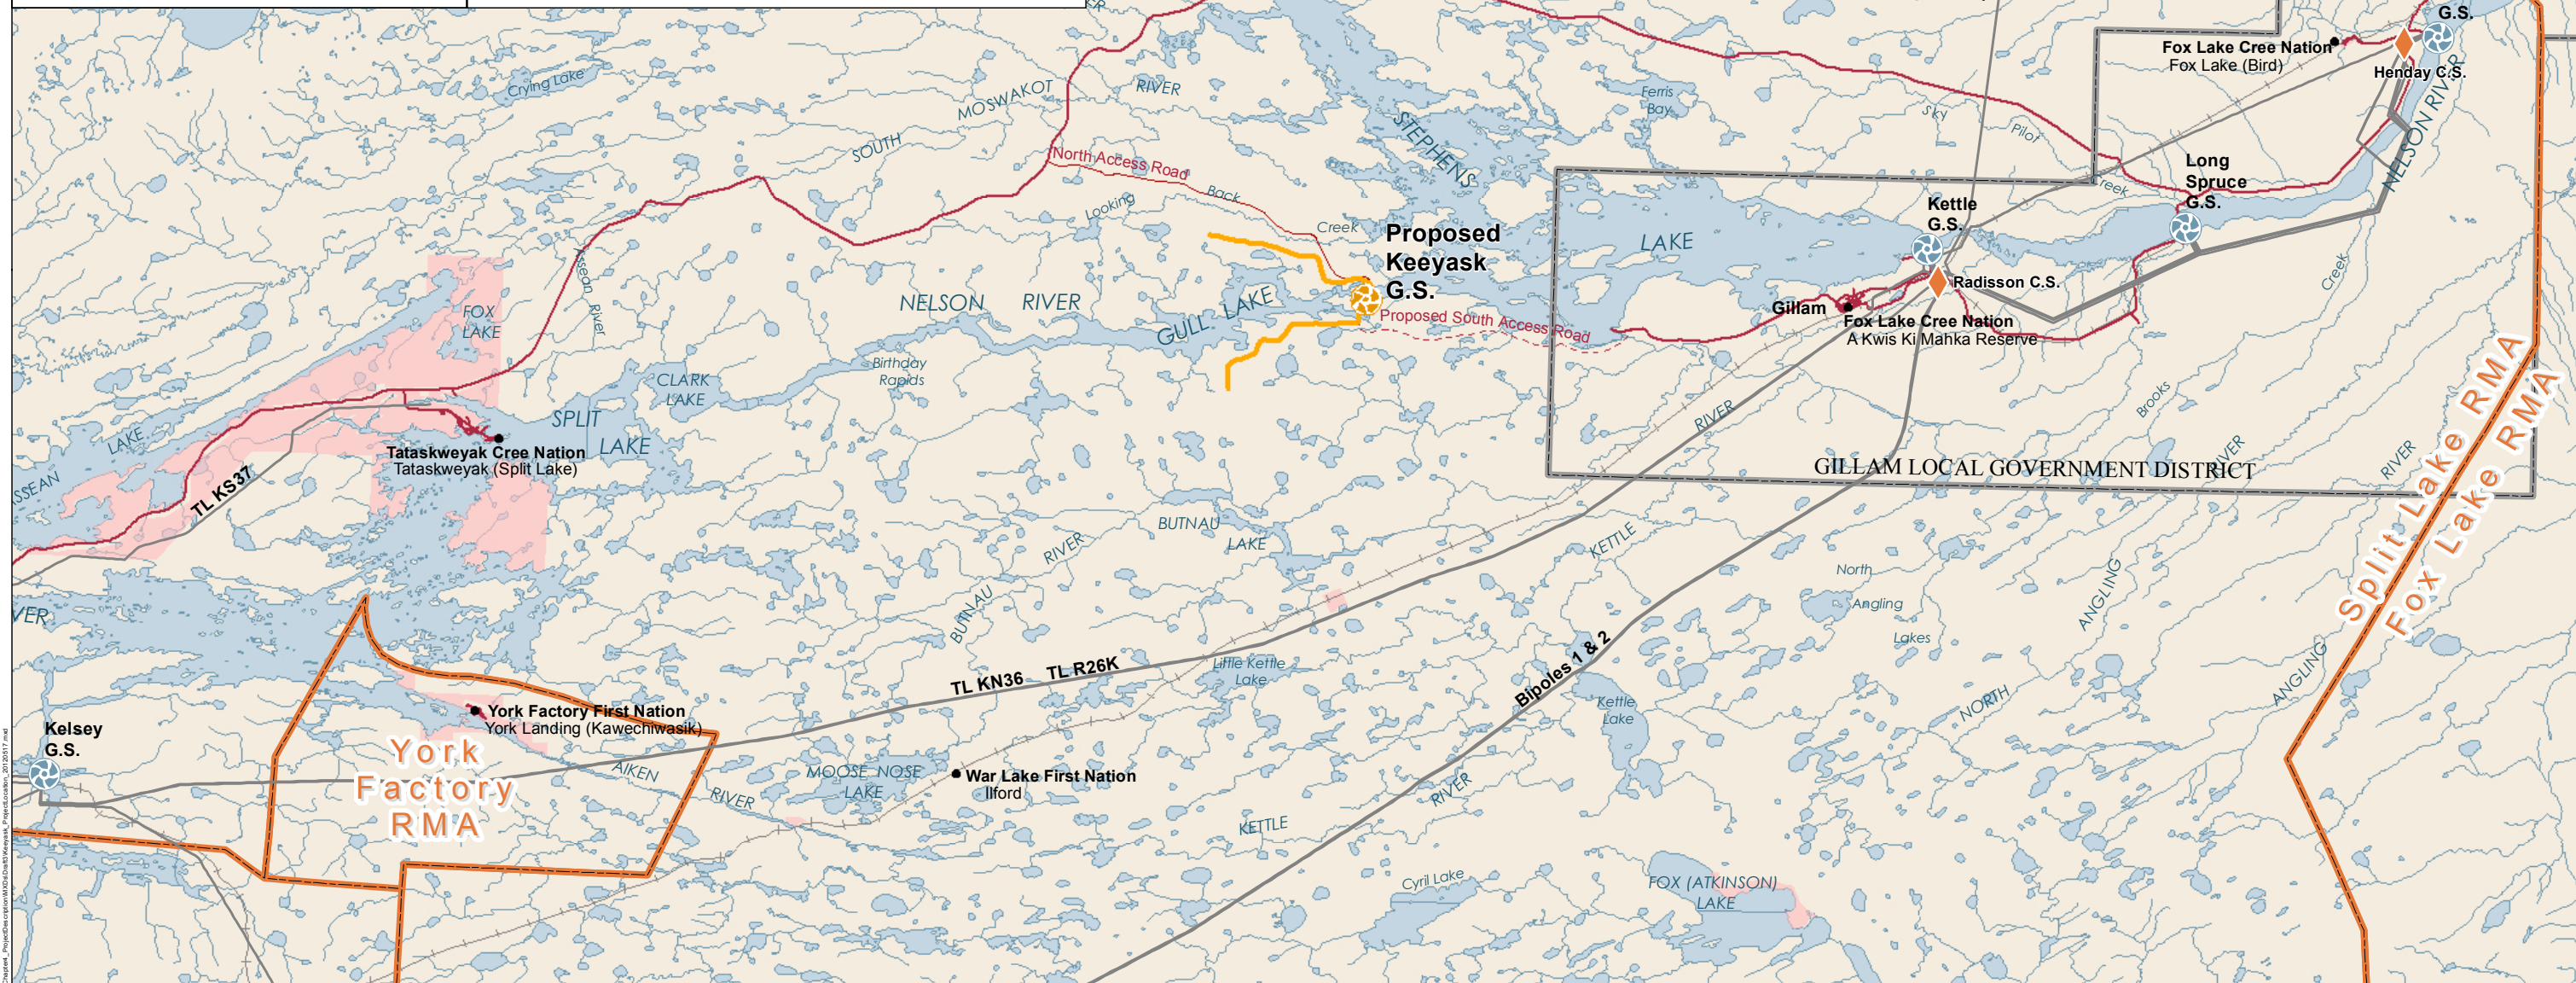 G.S.
Fox Lake Cree Nation
Fox Lake (Bird)
Henday C.S.
NELSON RIVER
Crying Lake
SOUTH MOSWAKOT RIVER
Ferris
Bay
STEPHENS
LAKE
Sky Pilot Creek
Long
Spruce
G.S.
North Access Road
Looking Back Creek
Kettle
G.S.
Proposed
Keeyask
G.S.
Radisson C.S.
Gillam
Fox Lake Cree Nation
A Kwis Ki Mahka Reserve
Proposed South Access Road
NELSON RIVER
GULL LAKE
Birthday
Rapids
CLARK
LAKE
SPLIT
LAKE
Assean River
FOX
LAKE
Tataskweyak Cree Nation
Tataskweyak (Split Lake)
LAKE
TL KS37
Creek
Brooks
RIVER
RIVER
RIVER
GILLAM LOCAL GOVERNMENT DISTRICT
Split Lake RMA
Fox Lake RMA
BUTNAU
LAKE
BUTNAU RIVER
KETTLE
North
Angling
Lakes
ANGLING
ANGLING
NORTH
VER
TL KN36 TL R26K
Little Kettle
Lake
Bipoles 1 & 2
Kettle
Lake
York Factory First Nation
York Landing (Kawechiwasik)
Kelsey
G.S.
York
Factory
RMA
AIKEN
RIVER
MOOSE NOSE
LAKE
War Lake First Nation
Ilford
KETTLE
RIVER
Cyril Lake
FOX (ATKINSON)
LAKE